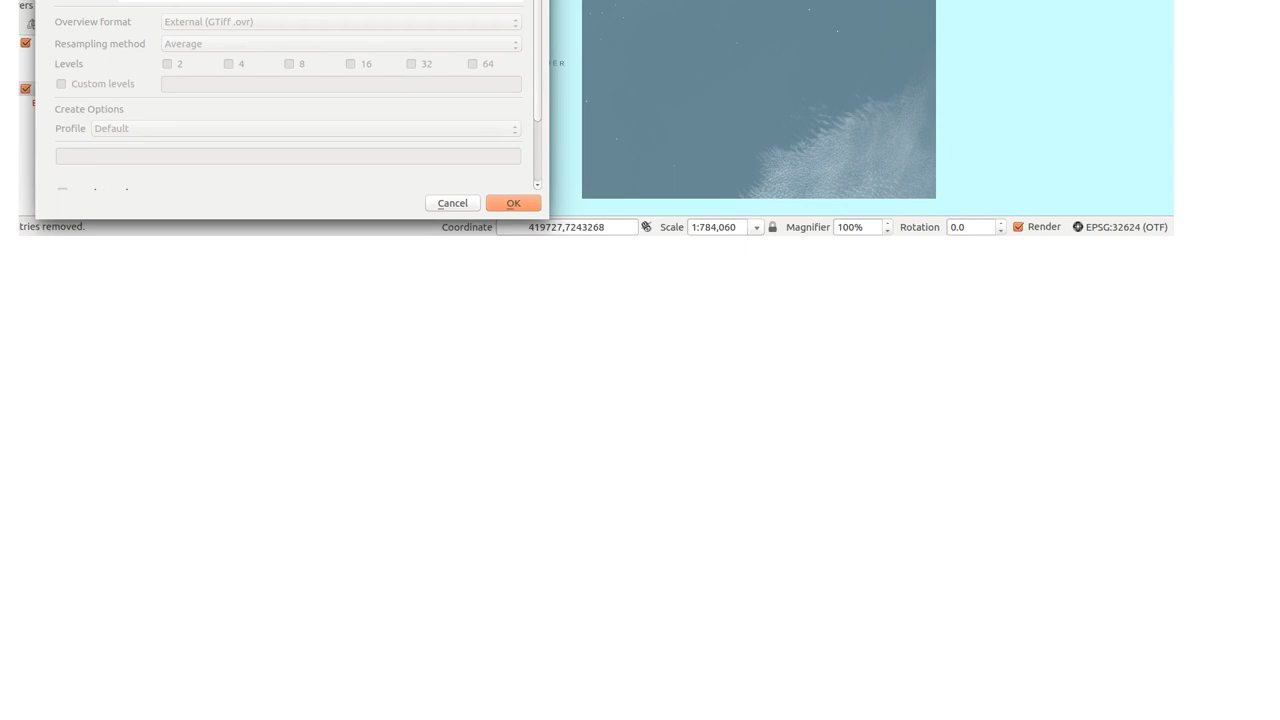 Overview format External (GTiff .ovr)
Resampling method Average
Levels 2 4 8 16 32 64
Custom levels
Create Options
Profile Default
Cancel OK
tries removed.
Coordinate 419727,7243268 Scale 1:784,060 Magnifier 100% Rotation 0.0 Render EPSG:32624 (OTF)